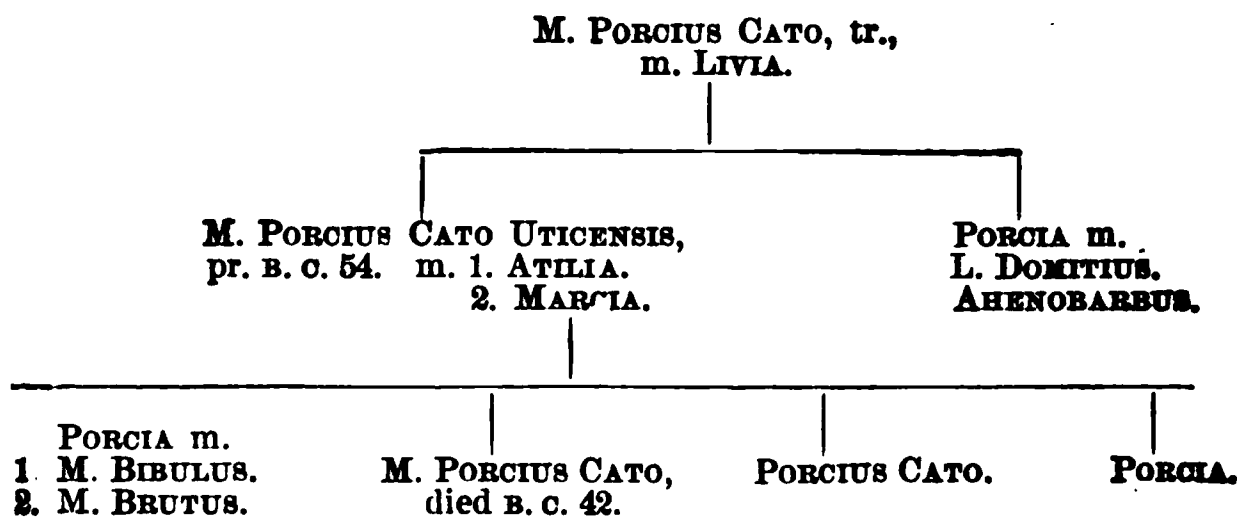 M. PORCIUS CATO, tr.,
m. LIVIA.
M. PORCIUS CATO UTICENSIS,
pr. B. C. 54. m. 1. ATILIA.
2. MARCIA.
PORCIA m.
L. DOMITIUS.
AHENOBARBUS.
PORCIA m.
1 M. BIBULUS.
2. M. BRUTUS.
M. PORCIUS CATO,
died B. C. 42.
PORCIUS CATO.
PORCIA.